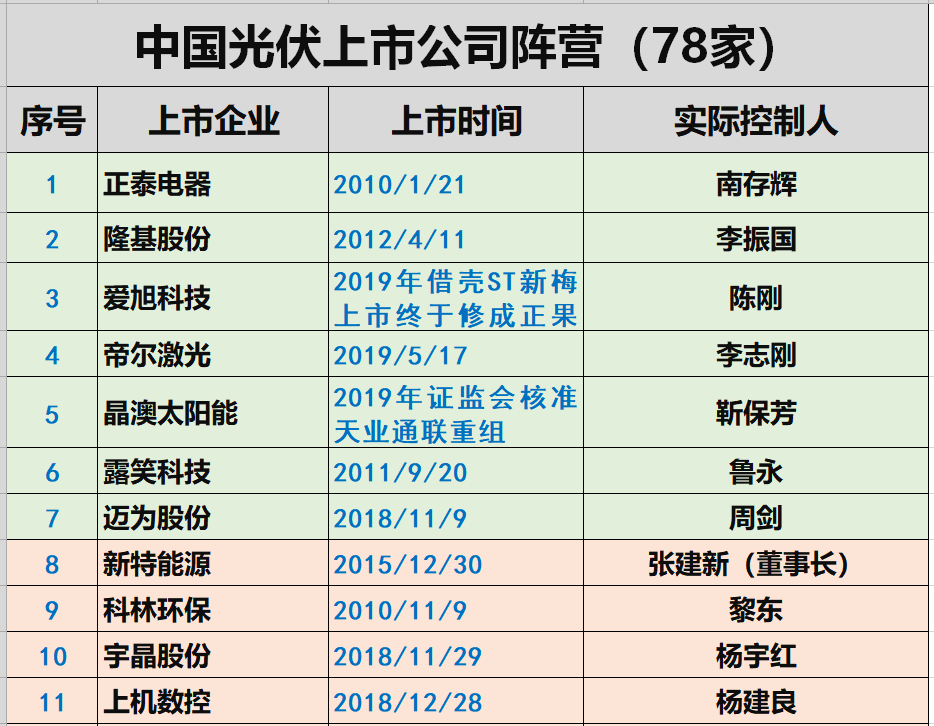 中国光伏上市公司阵营（78家）
序号 上市企业 上市时间 实际控制人
1 正泰电器 2010/1/21 南存辉
2 隆基股份 2012/4/11 李振国
3 爱旭科技 2019年借壳ST新梅 陈刚
上市终于修成正果
4 帝尔激光 2019/5/17 李志刚
5 晶澳太阳能 2019年证监会核准 靳保芳
天业通联重组
6 露笑科技 2011/9/20 鲁永
7 迈为股份 2018/11/9 周剑
8 新特能源 2015/12/30 张建新（董事长）
9 科林环保 2010/11/9 黎东
10 宇晶股份 2018/11/29 杨宇红
11 上机数控 2018/12/28 杨建良